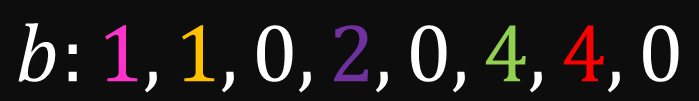 b: 1, 1, 0, 2, 0, 4, 4, 0